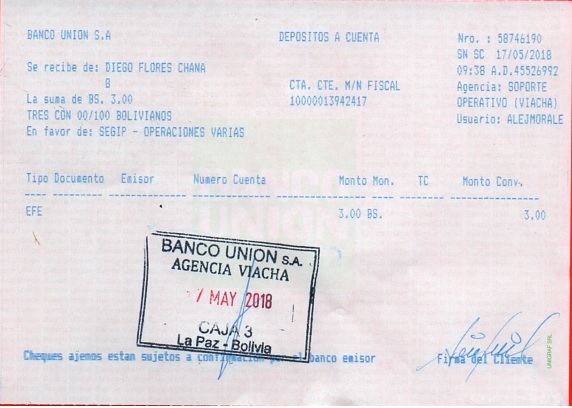 BANCO UNION S.A
DEPOSITOS A CUENTA
Nro. : 58746190
SN SC 17/05/2018
09:38 A.D.45526992
Agencia: SOPORTE
OPERATIVO (VIACHA)
Usuario: ALEJMORALE
Se recibe de: DIEGO FLORES CHANA
8
La suma de BS. 3.00
TRES CON 00/100 BOLIVIANOS
En favor de: SEGIP - OPERACIONES VARIAS
CTA. CTE. M/N FISCAL
10000013942417
Tipo Documento Emisor Numero Cuenta Monto Mon. TC Monto Conv.
EFE 3.00 BS. 3.00
BANCO UNION S.A.
AGENCIA VIACHA
7 MAY 2018
CAJA 3
La Paz - Bolivia
Cheques ajenos estan sujetos a confirmacion por el banco emisor
Firma del Cliente
UNIGRAF SRL